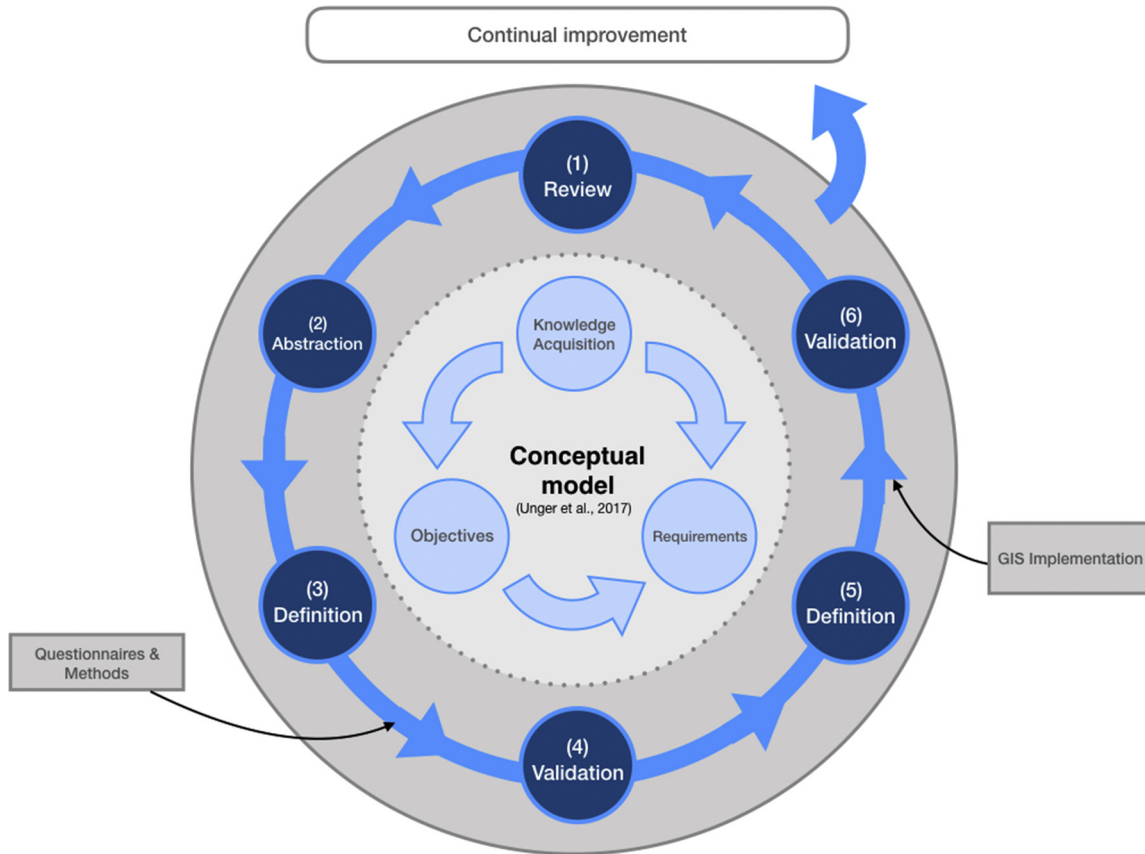 Continual improvement
(1)
Review
(2)
Abstraction
(6)
Validation
Knowledge
Acquisition
Conceptual
model
(Unger et al., 2017)
Objectives
Requirements
(3)
Definition
(5)
Definition
GIS Implementation
Questionnaires &
Methods
(4)
Validation